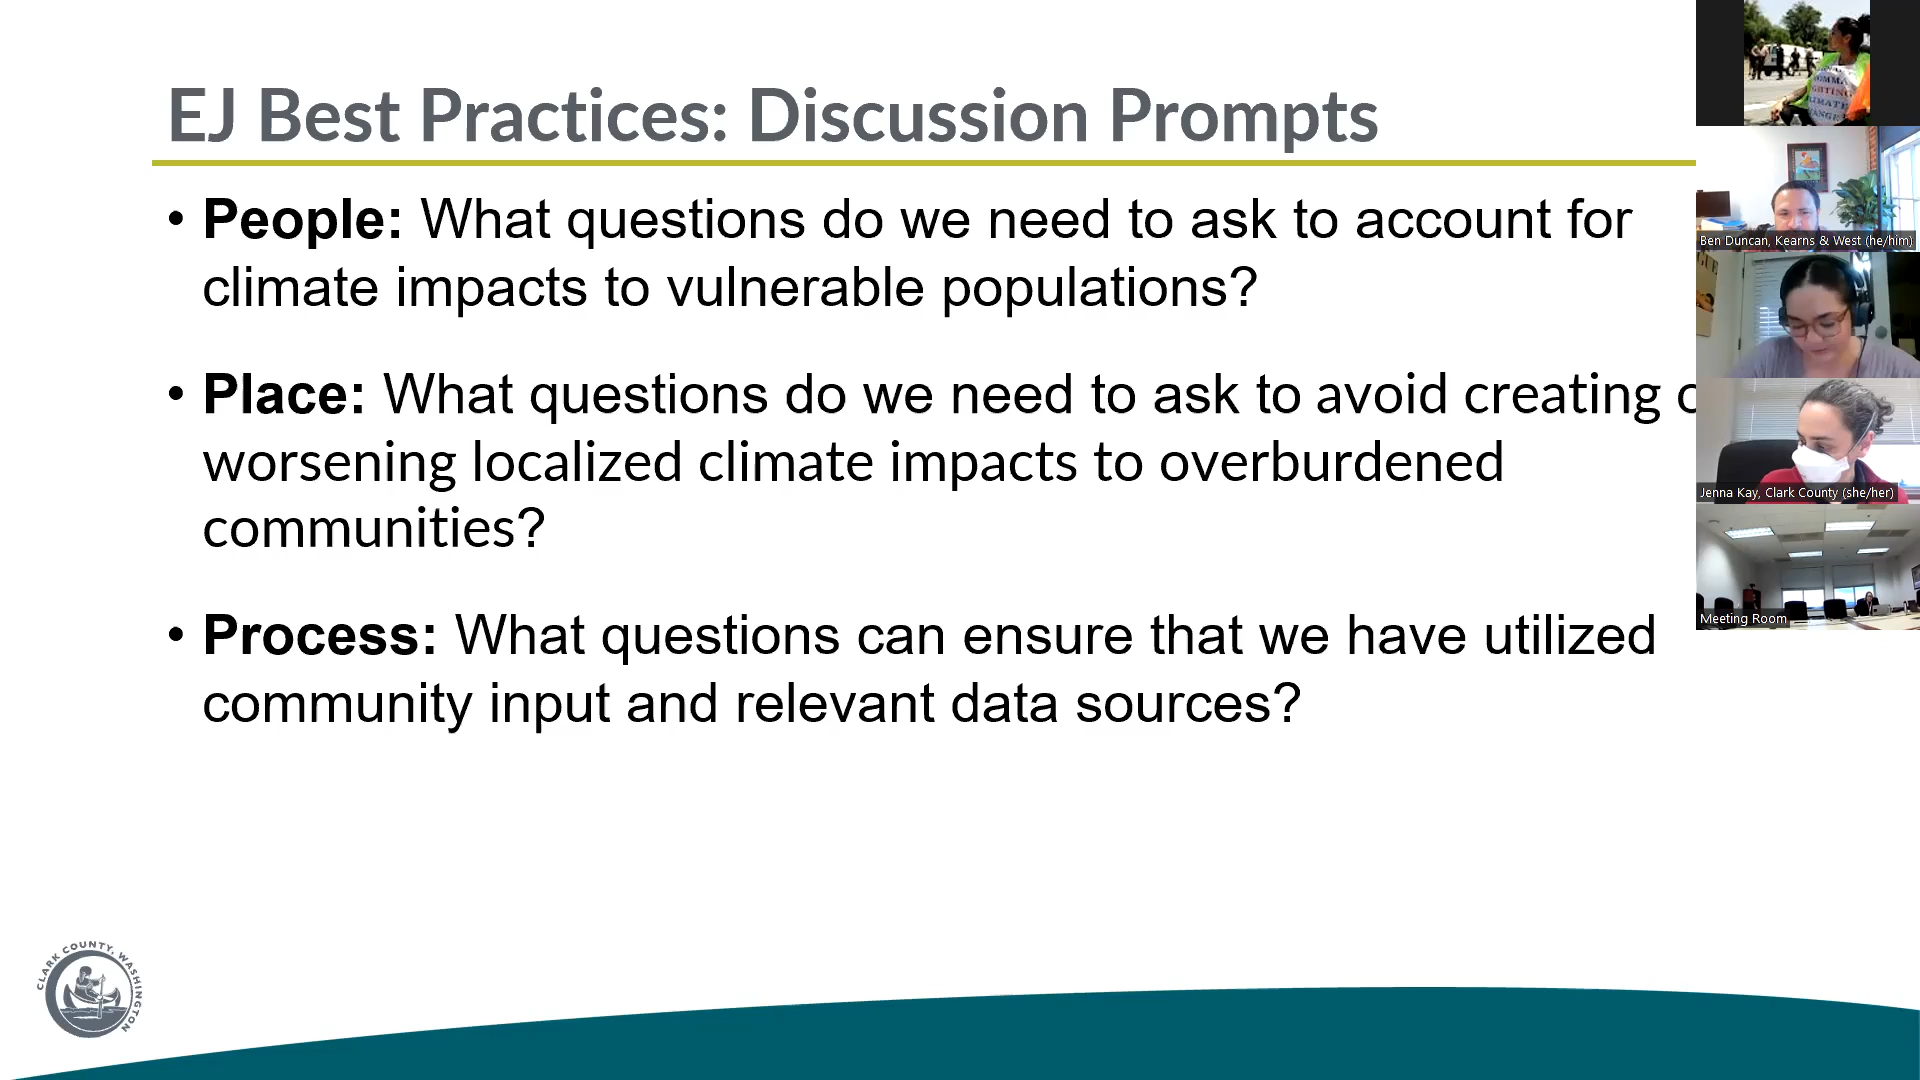 EJ Best Practices: Discussion Prompts
• People: What questions do we need to ask to account for
climate impacts to vulnerable populations?
• Place: What questions do we need to ask to avoid creating
worsening localized climate impacts to overburdened
communities?
• Process: What questions can ensure that we have utilized
community input and relevant data sources?
CLARK COUNTY, WASHINGTON
Ben Duncan, Kearns & West (he/him)
Jenna Kay, Clark County (she/her)
Meeting Room